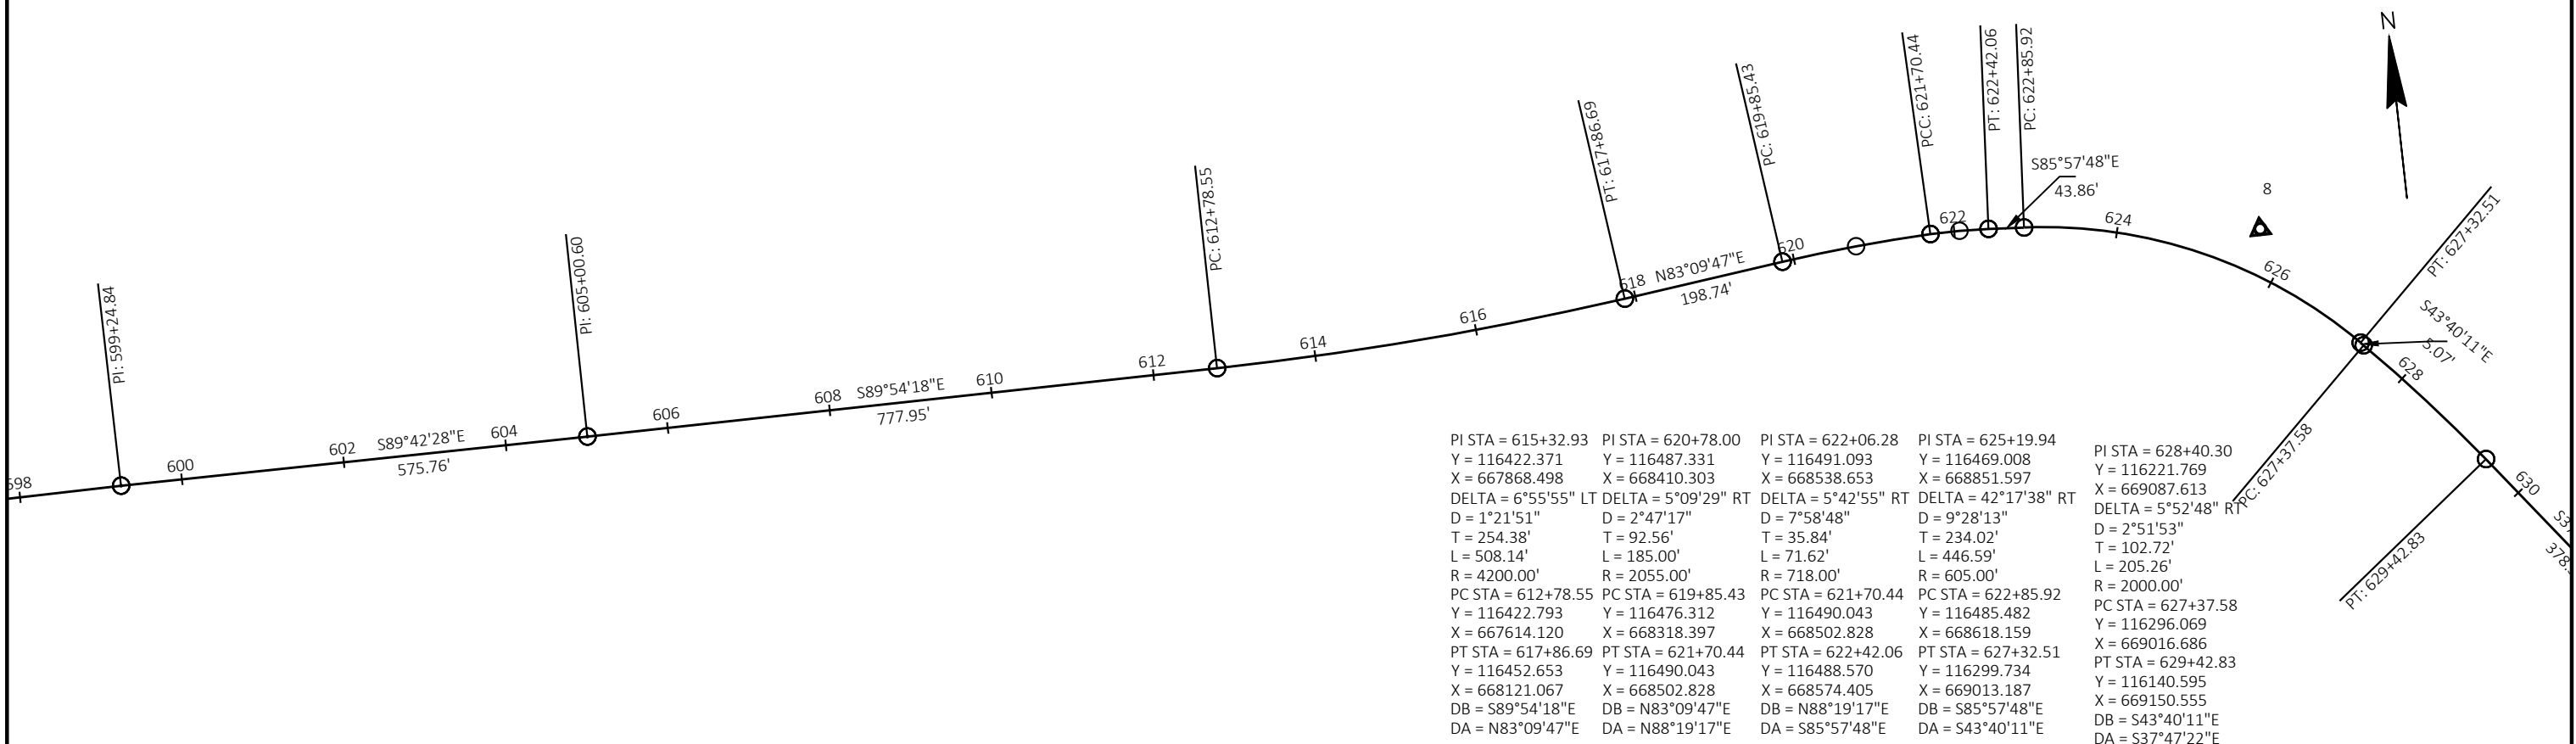 N
PI: 599+24.84
PI: 605+00.60
PC: 612+78.55
PT: 617+86.69
PC: 619+85.43
PCC: 621+70.44
PT: 622+42.06
PC: 622+85.92
S85°57'48"E
43.86'
8
PT: 627+32.51
S43°40'11"E
5.07'
PC: 627+37.58
PT: 629+42.83
598
600
602
S89°42'28"E
575.76'
604
606
608
S89°54'18"E
777.95'
610
612
614
616
618
N83°09'47"E
198.74'
620
622
624
626
628
630
378.
PI STA = 615+32.93
Y = 116422.371
X = 667868.498
DELTA = 6°55'55" LT
D = 1°21'51"
T = 254.38'
L = 508.14'
R = 4200.00'
PC STA = 612+78.55
Y = 116422.793
X = 667614.120
PT STA = 617+86.69
Y = 116452.653
X = 668121.067
DB = S89°54'18"E
DA = N83°09'47"E
PI STA = 620+78.00
Y = 116487.331
X = 668410.303
DELTA = 5°09'29" RT
D = 2°47'17"
T = 92.56'
L = 185.00'
R = 2055.00'
PC STA = 619+85.43
Y = 116476.312
X = 668318.397
PT STA = 621+70.44
Y = 116490.043
X = 668502.828
DB = N83°09'47"E
DA = N88°19'17"E
PI STA = 622+06.28
Y = 116491.093
X = 668538.653
DELTA = 5°42'55" RT
D = 7°58'48"
T = 35.84'
L = 71.62'
R = 718.00'
PC STA = 621+70.44
Y = 116490.043
X = 668502.828
PT STA = 622+42.06
Y = 116488.570
X = 668574.405
DB = N88°19'17"E
DA = S85°57'48"E
PI STA = 625+19.94
Y = 116469.008
X = 668851.597
DELTA = 42°17'38" RT
D = 9°28'13"
T = 234.02'
L = 446.59'
R = 605.00'
PC STA = 622+85.92
Y = 116485.482
X = 668618.159
PT STA = 627+32.51
Y = 116299.734
X = 669013.187
DB = S85°57'48"E
DA = S43°40'11"E
PI STA = 628+40.30
Y = 116221.769
X = 669087.613
DELTA = 5°52'48" RT
D = 2°51'53"
T = 102.72'
L = 205.26'
R = 2000.00'
PC STA = 627+37.58
Y = 116296.069
X = 669016.686
PT STA = 629+42.83
Y = 116140.595
X = 669150.555
DB = S43°40'11"E
DA = S37°47'22"E